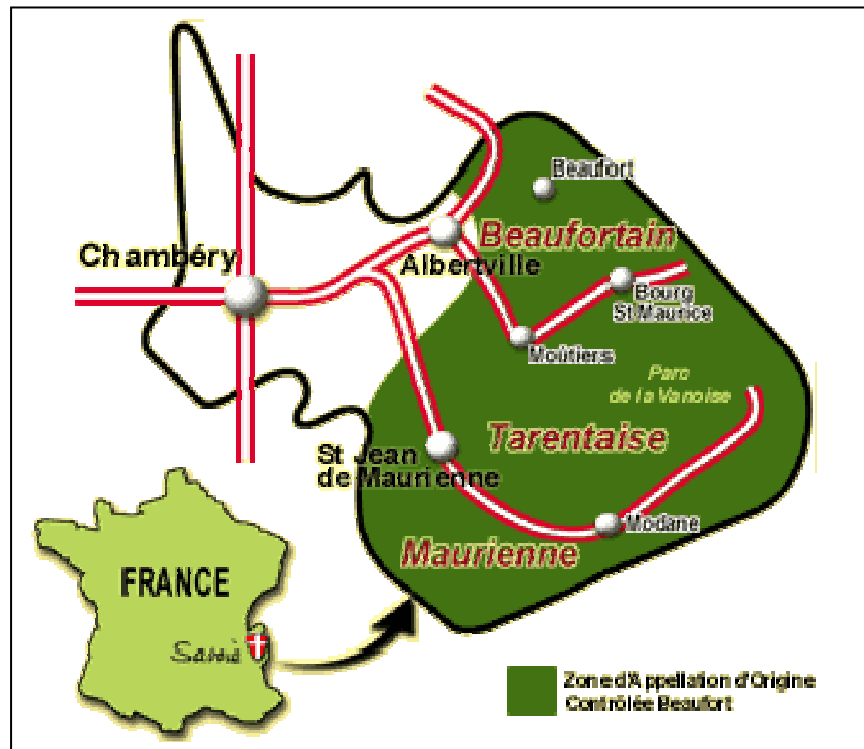 Beaufort
Beaufortain
Chambéry
Albertville
Bourg
St Maurice
Moûtiers
Parc
de la Vanoise
Tarentaise
St Jean
de Maurienne
Modane
Maurienne
FRANCE
Savoie
Zone d'Appellation d'Origine
Contrôlée Beaufort